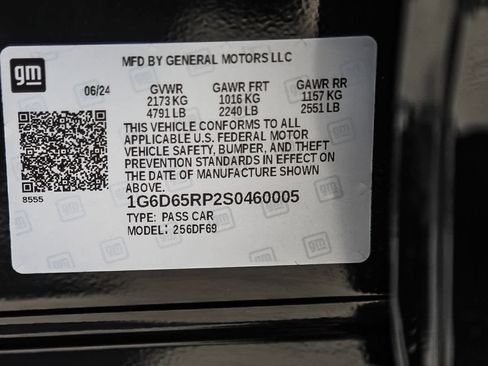 gm
MFD BY GENERAL MOTORS LLC
06/24 GVWR GAWR FRT GAWR RR
2173 KG 1016 KG 1157 KG
4791 LB 2240 LB 2551 LB
THIS VEHICLE CONFORMS TO ALL
APPLICABLE U.S. FEDERAL MOTOR
VEHICLE SAFETY, BUMPER, AND THEFT
PREVENTION STANDARDS IN EFFECT ON
THE DATE OF MANUFACTURE SHOWN
ABOVE.
8555
1G6D65RP2S0460005
TYPE: PASS CAR
MODEL: 256DF69